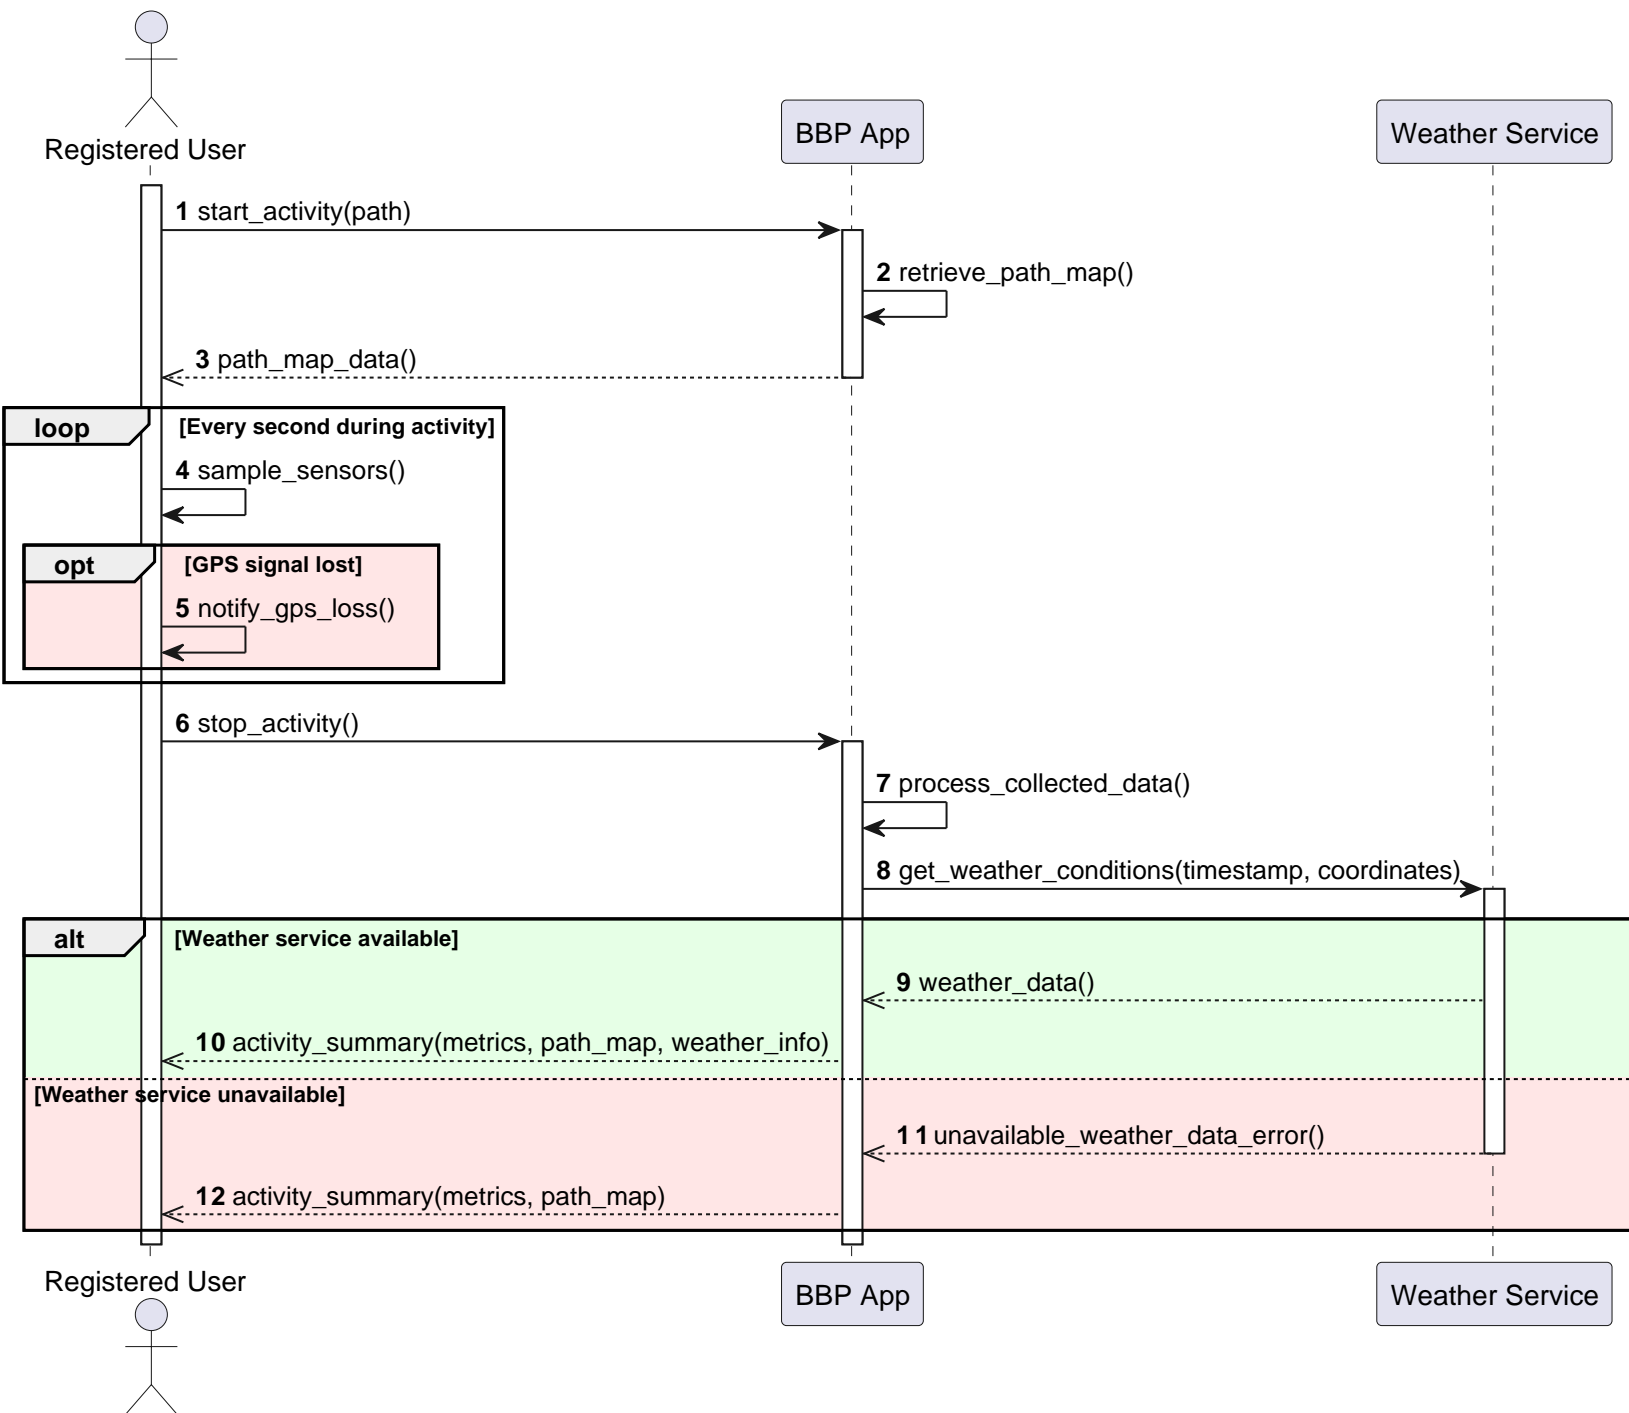 Registered User
BBP App
Weather Service
1 start_activity(path)
2 retrieve_path_map()
3 path_map_data()
loop
[Every second during activity]
4 sample_sensors()
opt
[GPS signal lost]
5 notify_gps_loss()
6 stop_activity()
7 process_collected_data()
8 get_weather_conditions(timestamp, coordinates)
alt
[Weather service available]
9 weather_data()
10 activity_summary(metrics, path_map, weather_info)
[Weather service unavailable]
11 unavailable_weather_data_error()
12 activity_summary(metrics, path_map)
Registered User
BBP App
Weather Service